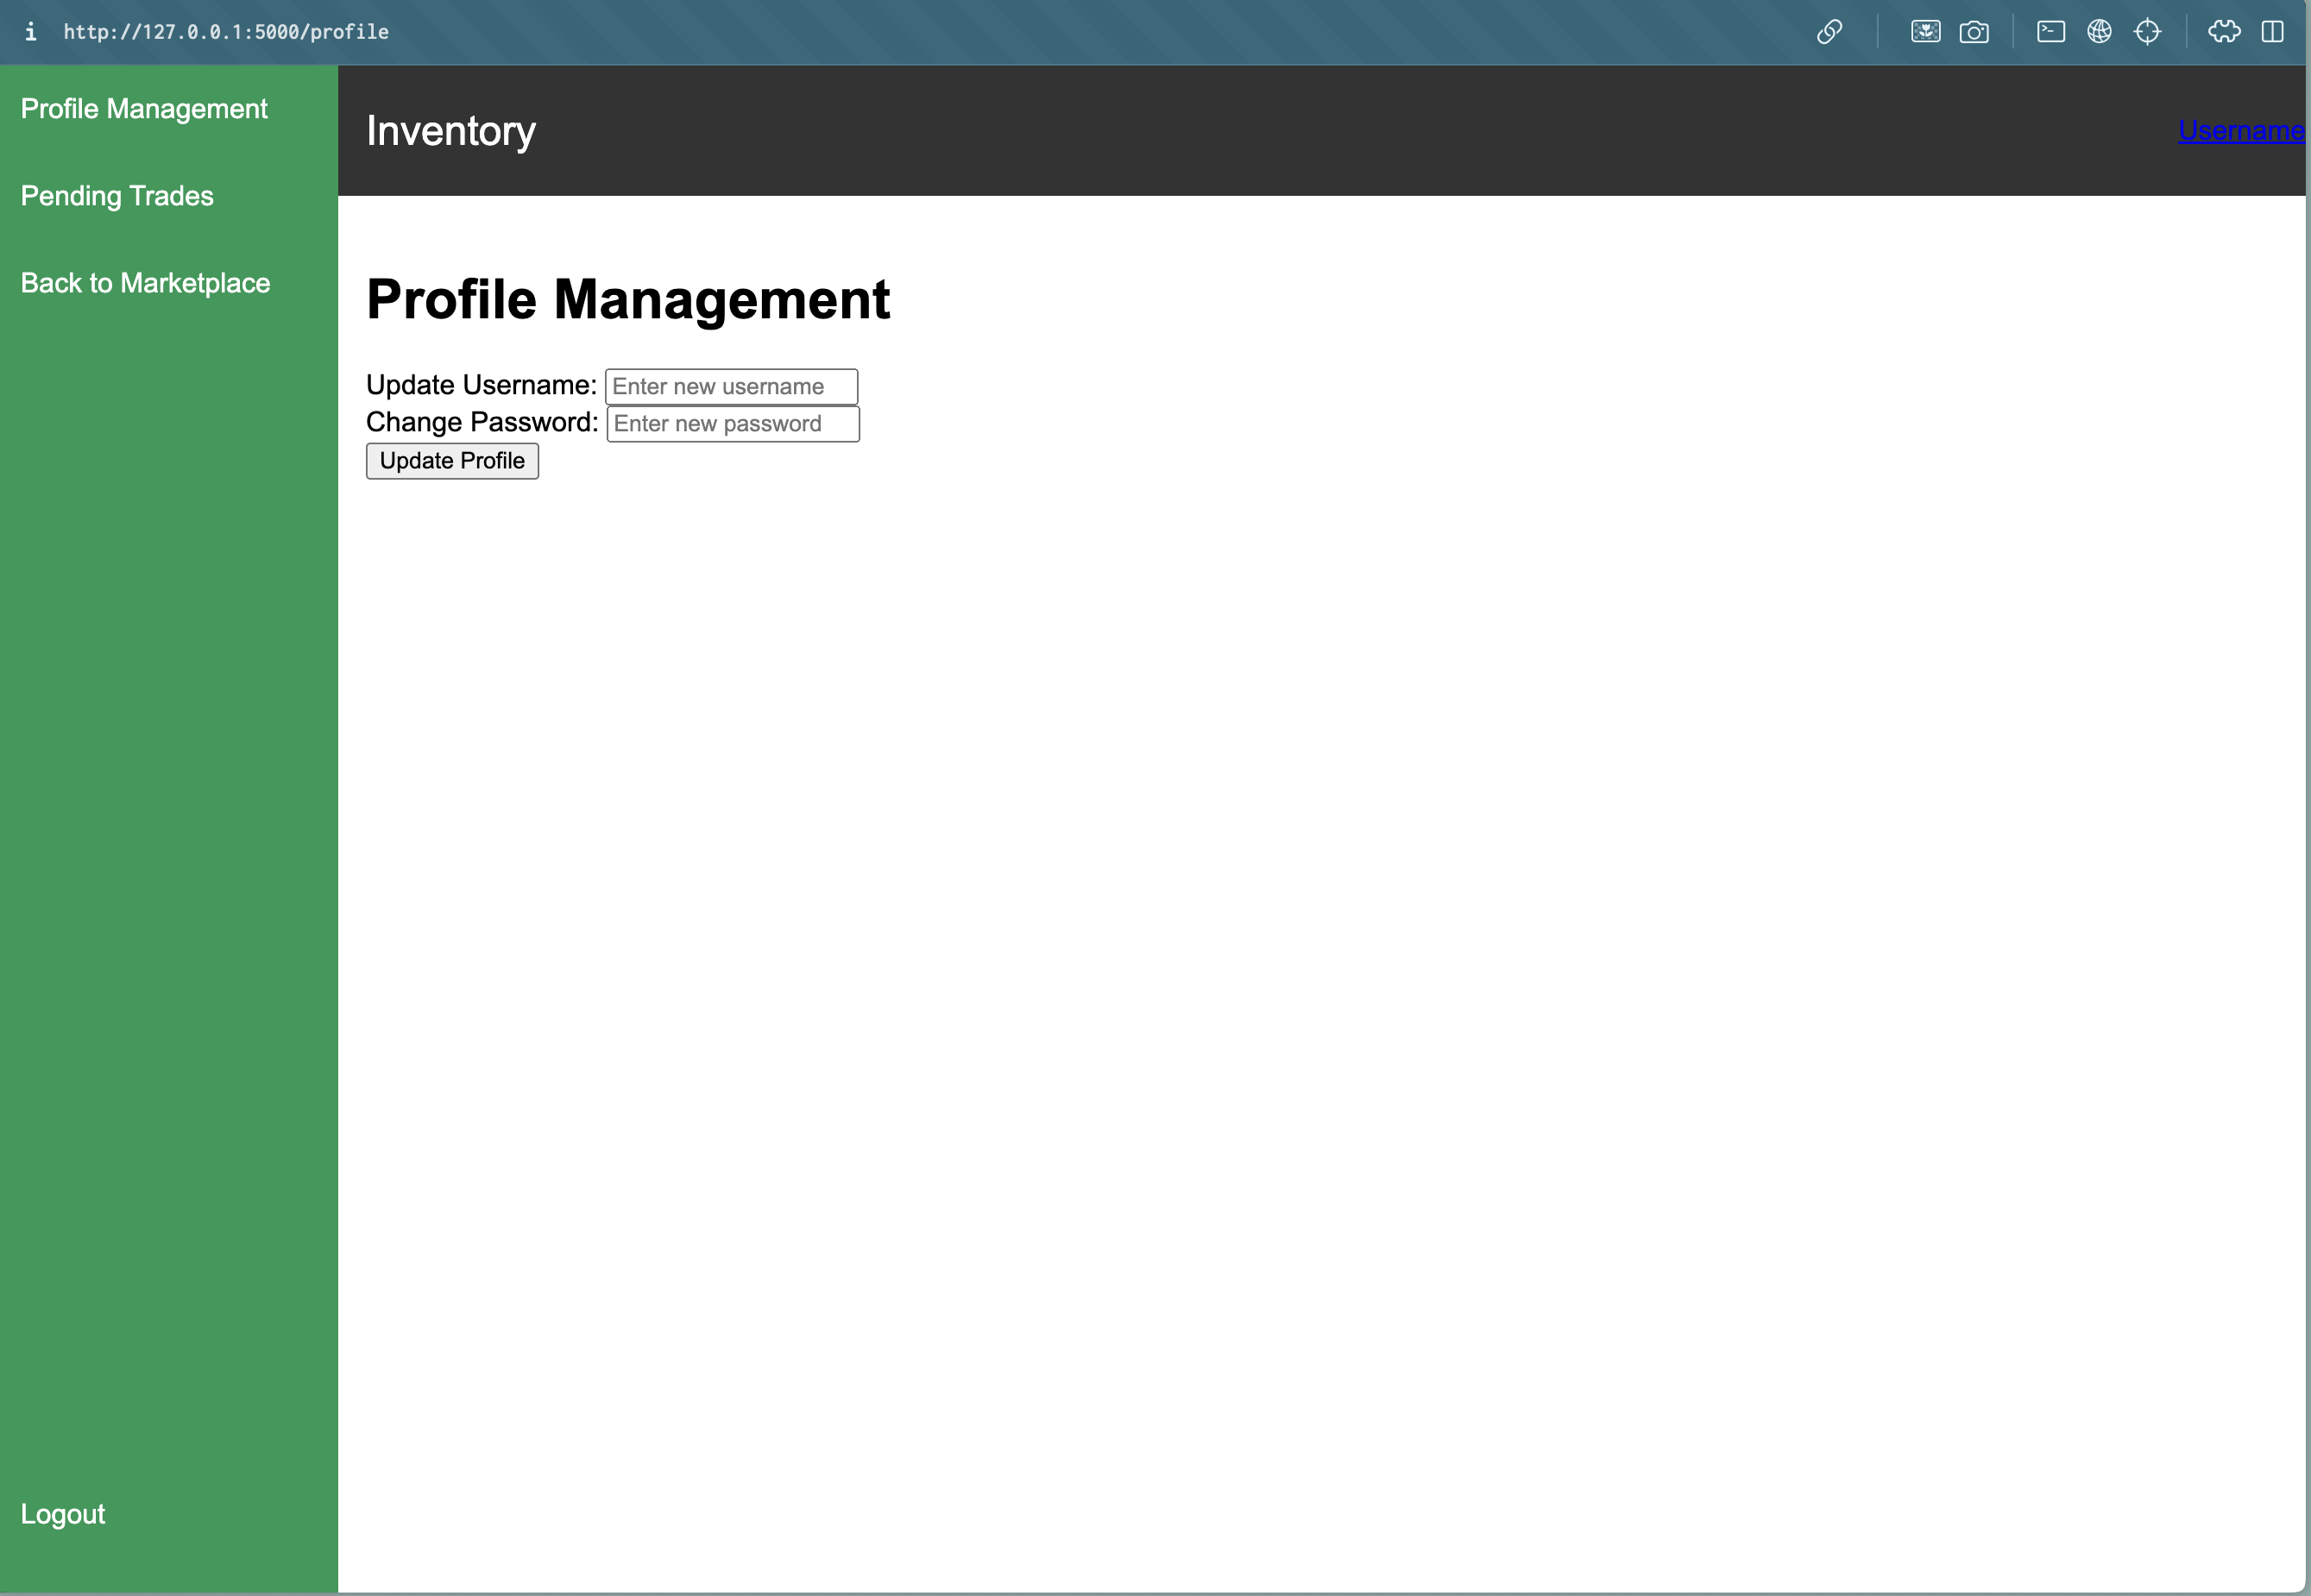 i http://127.0.0.1:5000/profile
Profile Management
Pending Trades
Back to Marketplace
Logout
Inventory
Username
Profile Management
Update Username: Enter new username
Change Password: Enter new password
Update Profile